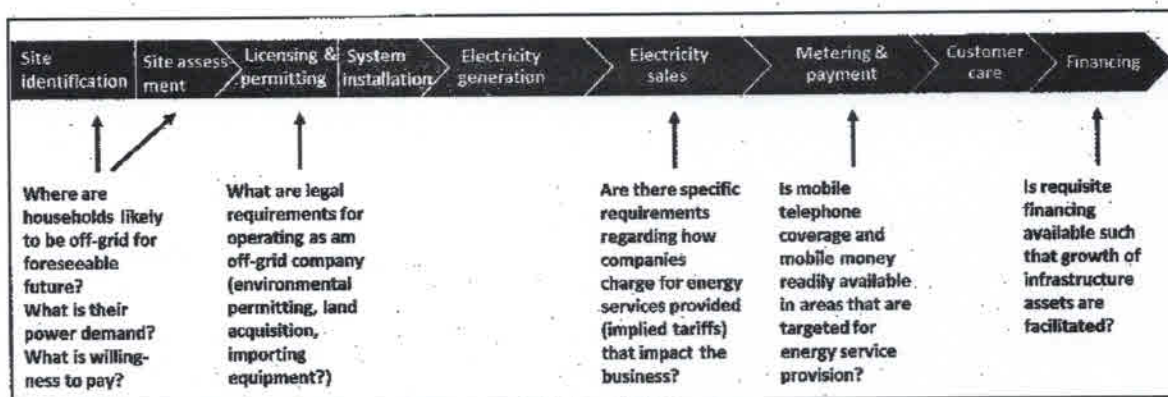 Site
identification
Site assess-
ment
Licensing &
permitting
System
installation
Electricity
generation
Electricity
sales
Metering &
payment
Customer
care
Financing
Where are
households likely
to be off-grid for
foreseeable
future?
What is their
power demand?
What is willing-
ness to pay?
What are legal
requirements for
operating as am
off-grid company
(environmental
permitting, land
acquisition,
importing
equipment?)
Are there specific
requirements
regarding how
companies
charge for energy
services provided
(implied tariffs)
that impact the
business?
Is mobile
telephone
coverage and
mobile money
readily available
in areas that are
targeted for
energy service
provision?
Is requisite
financing
available such
that growth of
infrastructure
assets are
facilitated?